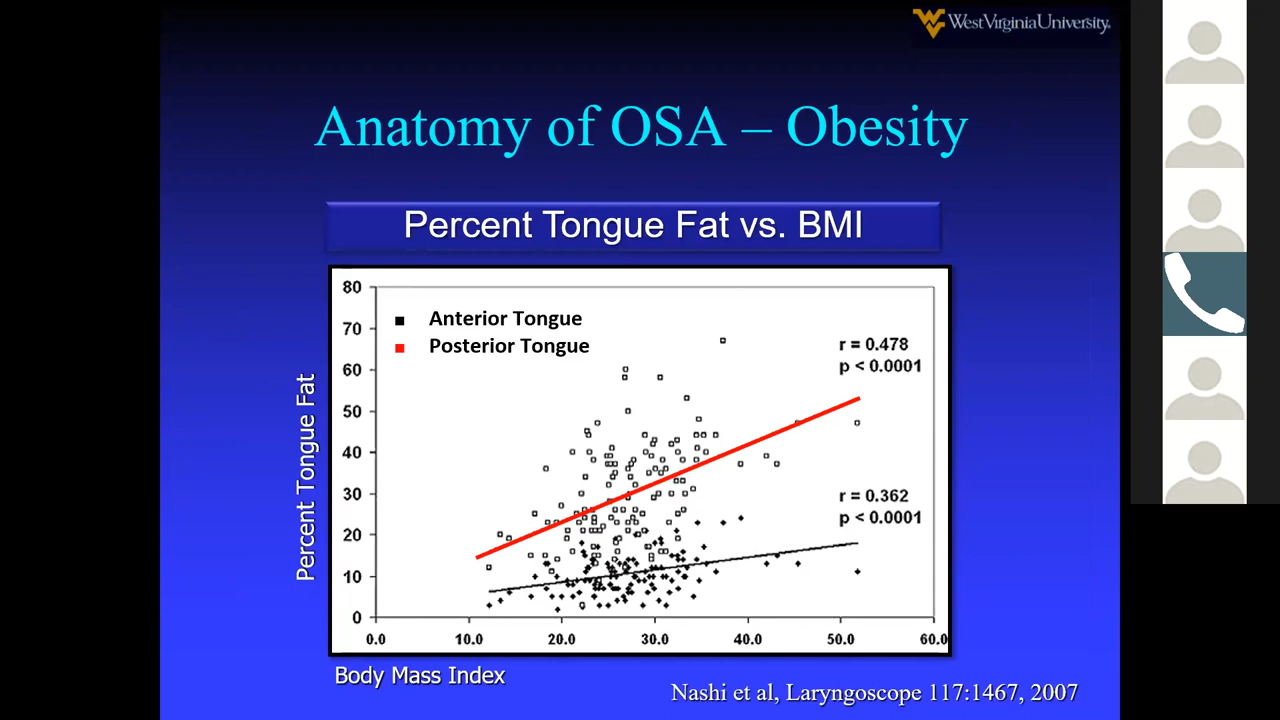 WestVirginiaUniversity.
Anatomy of OSA – Obesity
Percent Tongue Fat vs. BMI
80
70
60
50
40
30
20
10
0
Anterior Tongue
Posterior Tongue
r = 0.478
p < 0.0001
r = 0.362
p < 0.0001
Percent Tongue Fat
0.0 10.0 20.0 30.0 40.0 50.0 60.0
Body Mass Index
Nashi et al, Laryngoscope 117:1467, 2007